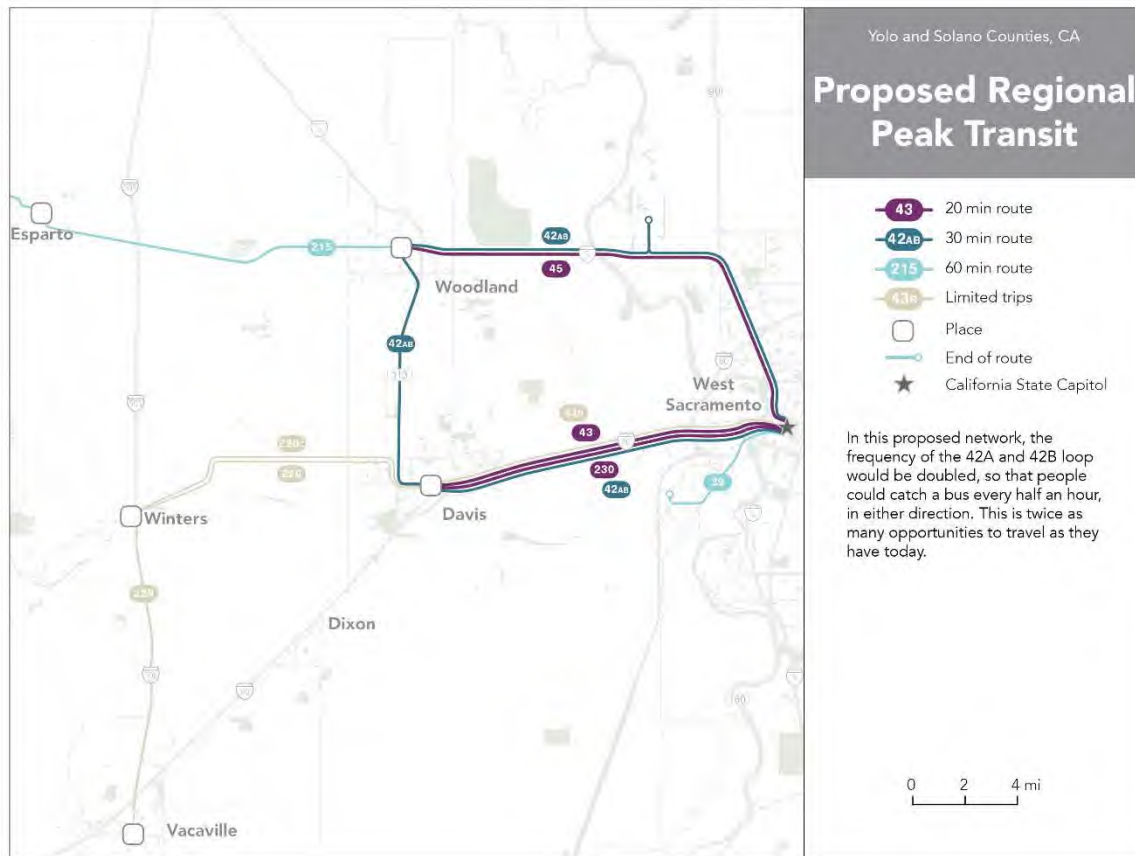 Yolo and Solano Counties, CA
Proposed Regional
Peak Transit
43 20 min route
42AB 30 min route
215 60 min route
43R Limited trips
Place
End of route
California State Capitol
In this proposed network, the
frequency of the 42A and 42B loop
would be doubled, so that people
could catch a bus every half an hour,
in either direction. This is twice as
many opportunities to travel as they
have today.
0 2 4 mi
Esparto
215
Woodland
42AB
45
42AB
West
Sacramento
43
230
42AB
39
Davis
Winters
Dixon
Vacaville